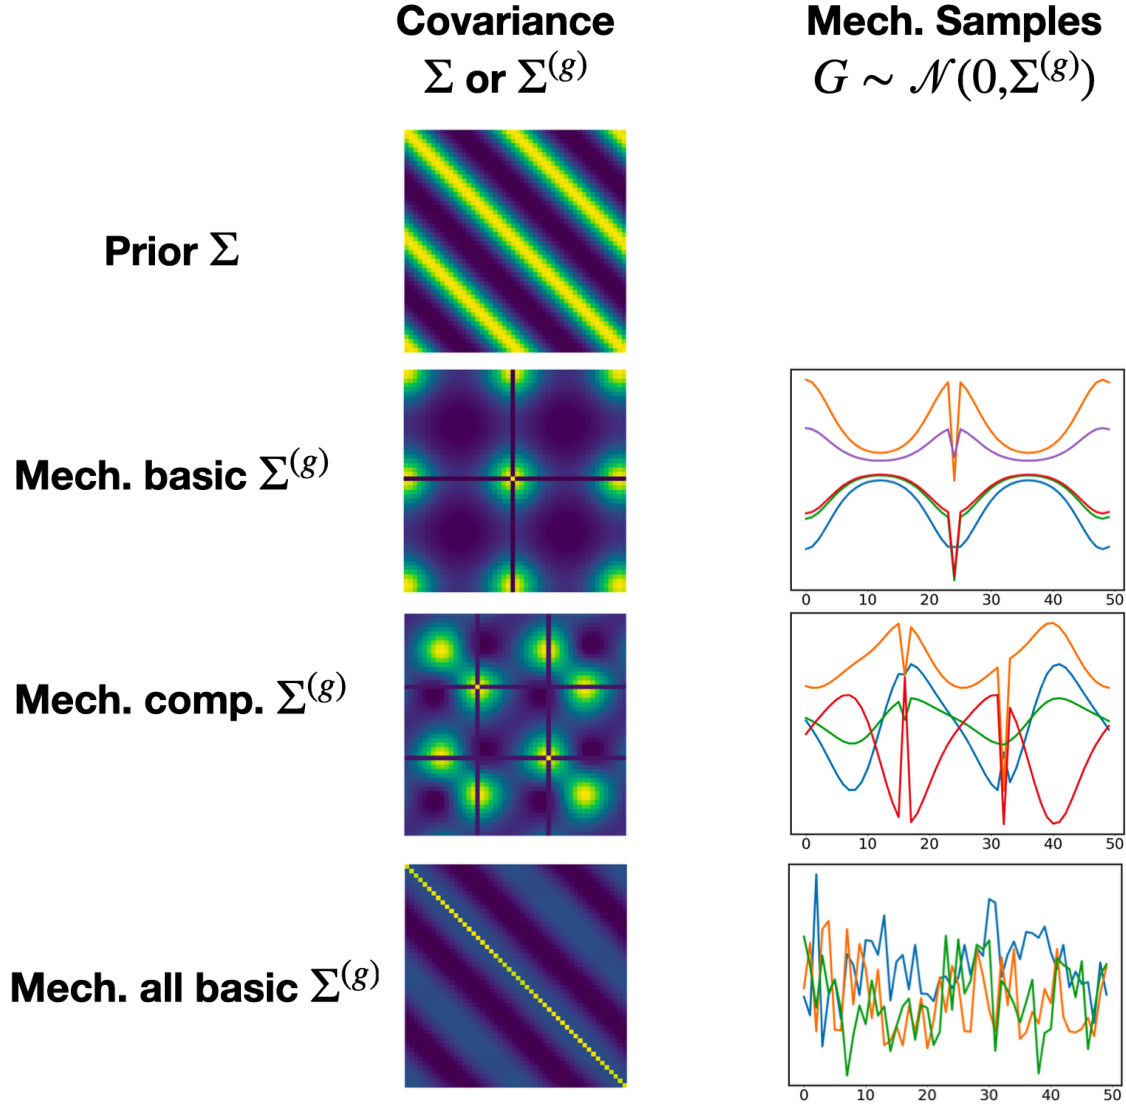 Covariance
Σ or Σ^(g)
Mech. Samples
G ∼ 𝒩(0,Σ^(g))
Prior Σ
Mech. basic Σ^(g)
0 10 20 30 40 50
Mech. comp. Σ^(g)
0 10 20 30 40 50
Mech. all basic Σ^(g)
0 10 20 30 40 50